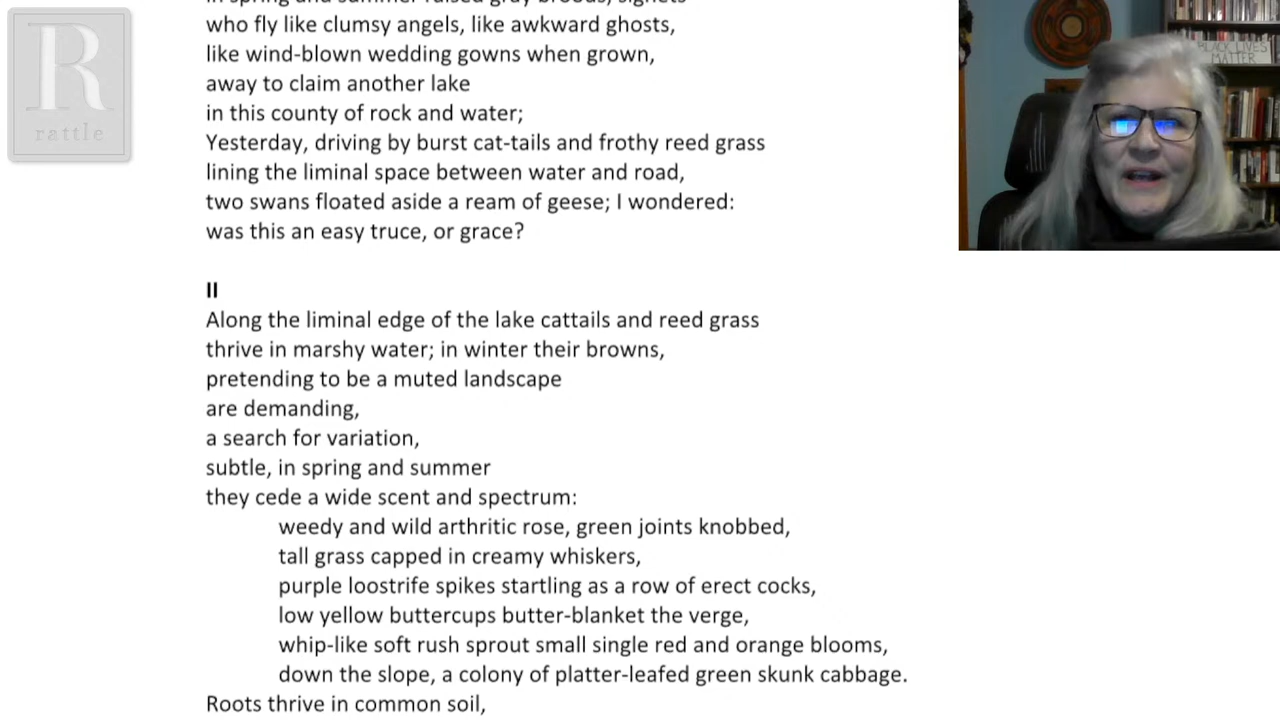 who fly like clumsy angels, like awkward ghosts,
like wind-blown wedding gowns when grown,
away to claim another lake
in this county of rock and water;
Yesterday, driving by burst cat-tails and frothy reed grass
lining the liminal space between water and road,
two swans floated aside a ream of geese; I wondered:
was this an easy truce, or grace?
II
Along the liminal edge of the lake cattails and reed grass
thrive in marshy water; in winter their browns,
pretending to be a muted landscape
are demanding,
a search for variation,
subtle, in spring and summer
they cede a wide scent and spectrum:
weedy and wild arthritic rose, green joints knobbed,
tall grass capped in creamy whiskers,
purple loostrife spikes startling as a row of erect cocks,
low yellow buttercups butter-blanket the verge,
whip-like soft rush sprout small single red and orange blooms,
down the slope, a colony of platter-leafed green skunk cabbage.
Roots thrive in common soil,
R
rattle
BLACK LIVES
MATTER